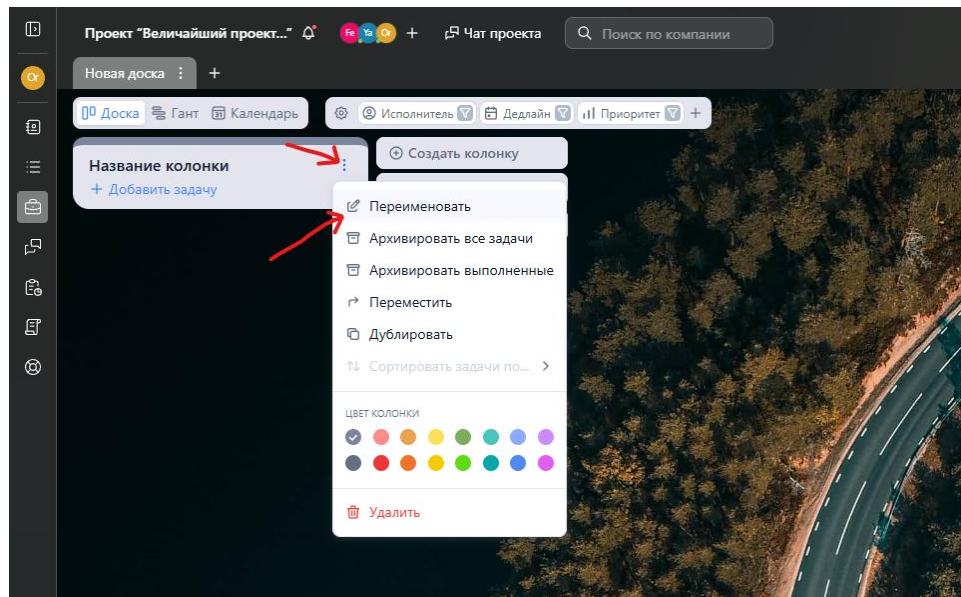 Проект "Величайший проект..."
Fe Ya Or
Чат проекта
Поиск по компании
Or
Новая доска
Доска Гант Календарь
Исполнитель Дедлайн Приоритет
Название колонки
Добавить задачу
Создать колонку
Переименовать
Архивировать все задачи
Архивировать выполненные
Переместить
Дублировать
Сортировать задачи по...
ЦВЕТ КОЛОНКИ
Удалить